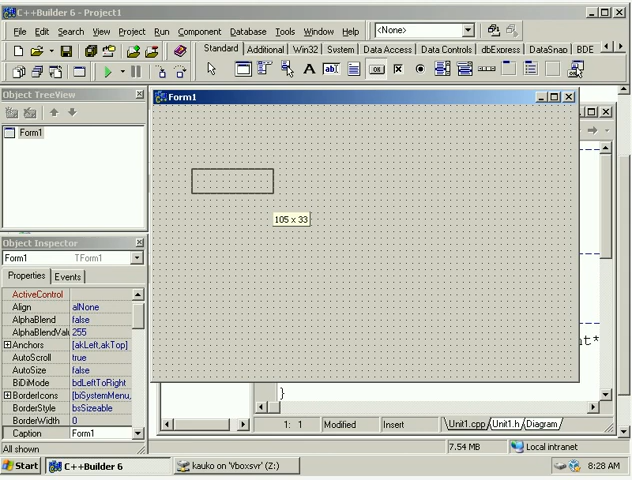 C++Builder 6 - Project1
File Edit Search View Project Run Component Database Tools Window Help <None>
Standard Additional Win32 System Data Access Data Controls dbExpress DataSnap BDE
Object TreeView
Form1
Form1
105 x 33
Object Inspector
Form1 TForm1
Properties Events
ActiveControl
Align alNone
AlphaBlend false
AlphaBlendValu 255
Anchors [akLeft,akTop]
AutoScroll true
AutoSize false
BiDiMode bdLeftToRight
BorderIcons [biSystemMenu,
BorderStyle bsSizeable
BorderWidth 0
Caption Form1
All shown
nt*
}
1: 1 Modified Insert Unit1.cpp Unit1.h Diagram
7.54 MB Local intranet
Start C++Builder 6 kauko on 'Vboxsvr' (Z:) 8:28 AM